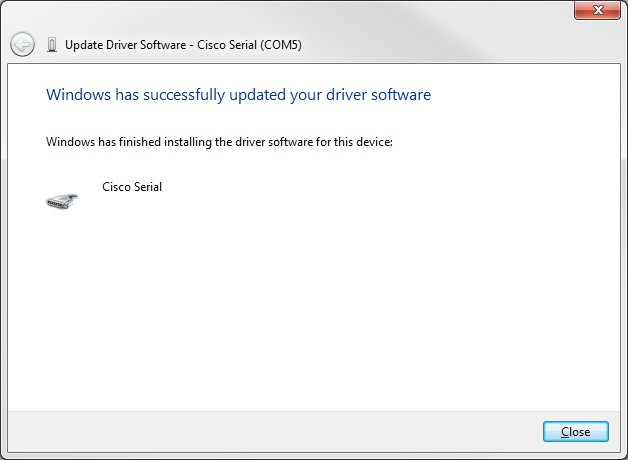 Update Driver Software - Cisco Serial (COM5)
Windows has successfully updated your driver software
Windows has finished installing the driver software for this device:
Cisco Serial
Close